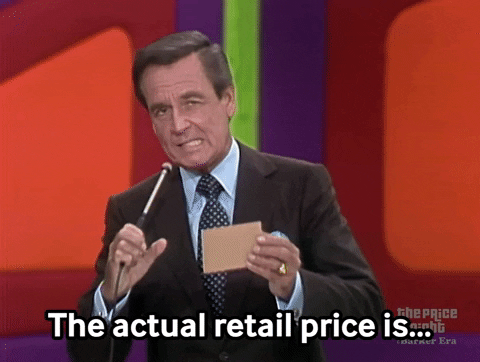 The actual retail price is...
the PRiCE
Barker Era